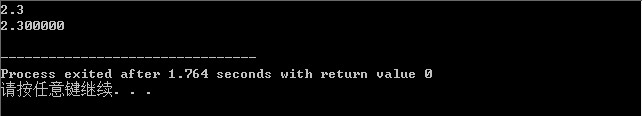 2.3
2.300000
--------------------------------
Process exited after 1.764 seconds with return value 0
请按任意键继续. . .